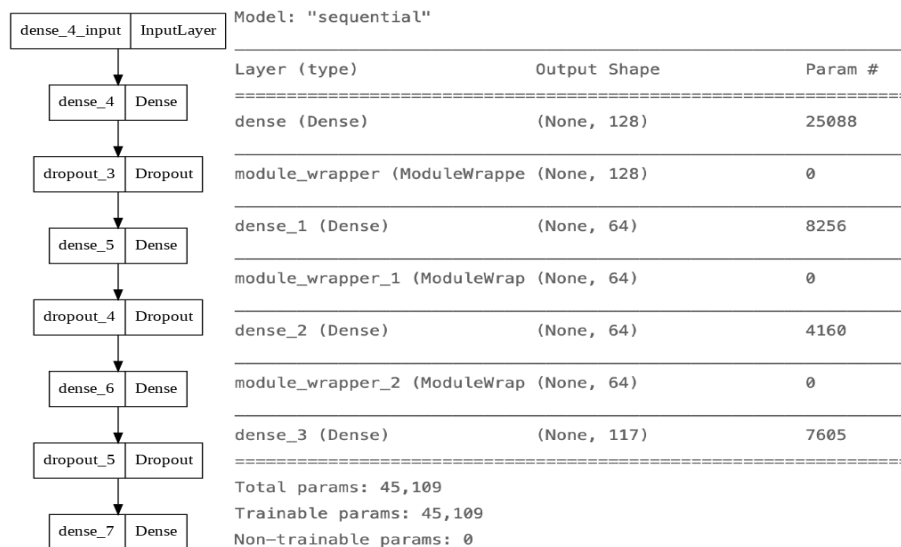 dense_4_input InputLayer
dense_4 Dense
dropout_3 Dropout
dense_5 Dense
dropout_4 Dropout
dense_6 Dense
dropout_5 Dropout
dense_7 Dense
Model: "sequential"
Layer (type) Output Shape Param #
dense (Dense) (None, 128) 25088
module_wrapper (ModuleWrappe (None, 128) 0
dense_1 (Dense) (None, 64) 8256
module_wrapper_1 (ModuleWrap (None, 64) 0
dense_2 (Dense) (None, 64) 4160
module_wrapper_2 (ModuleWrap (None, 64) 0
dense_3 (Dense) (None, 117) 7605
Total params: 45,109
Trainable params: 45,109
Non-trainable params: 0